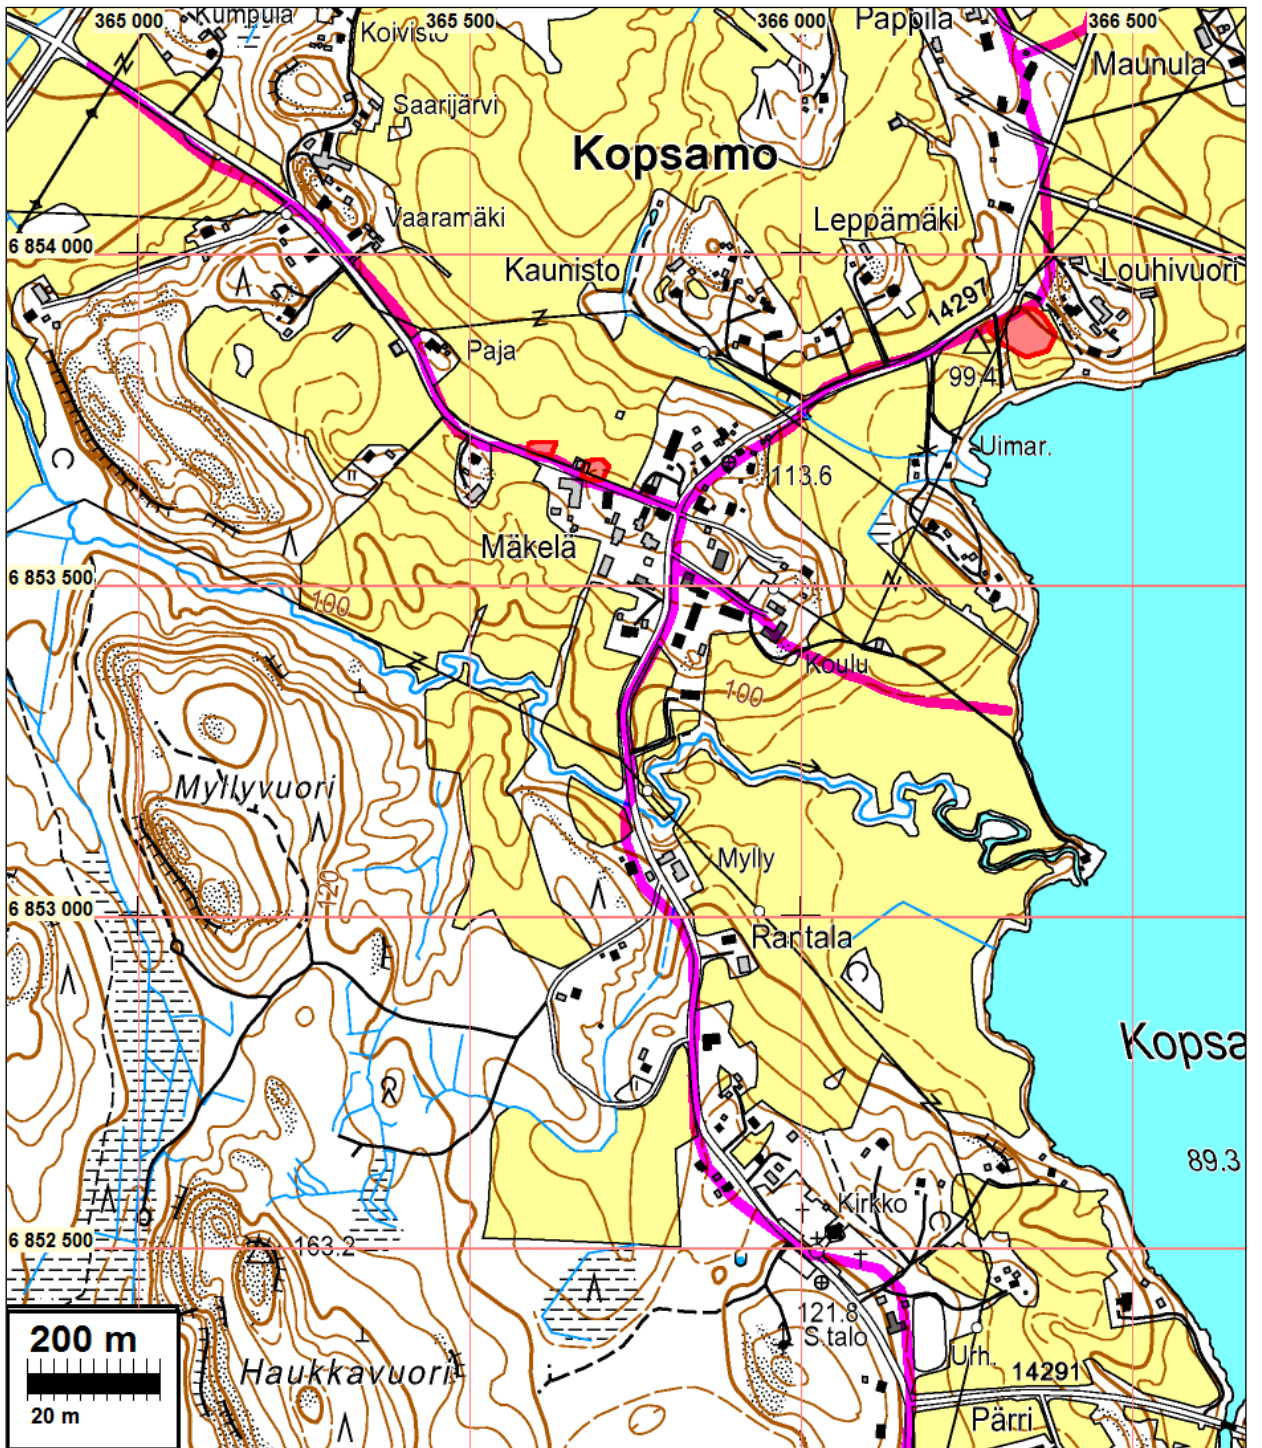 365 000
365 500
366 000
366 500
Kumpula
Koivisto
Pappila
Maunula
Saarijärvi
Kopsamo
Vaaramäki
Leppämäki
6 854 000
Kaunisto
Louhivuori
14297
Paja
99.4
Uimar.
113.6
Mäkelä
6 853 500
100
Koulu
100
Myllyvuori
Mylly
120
6 853 000
Rantala
Kopsa
89.3
Kirkko
6 852 500
163.2
121.8
S.talo
200 m
20 m
Haukkavuori
Urh.
14291
Pärri